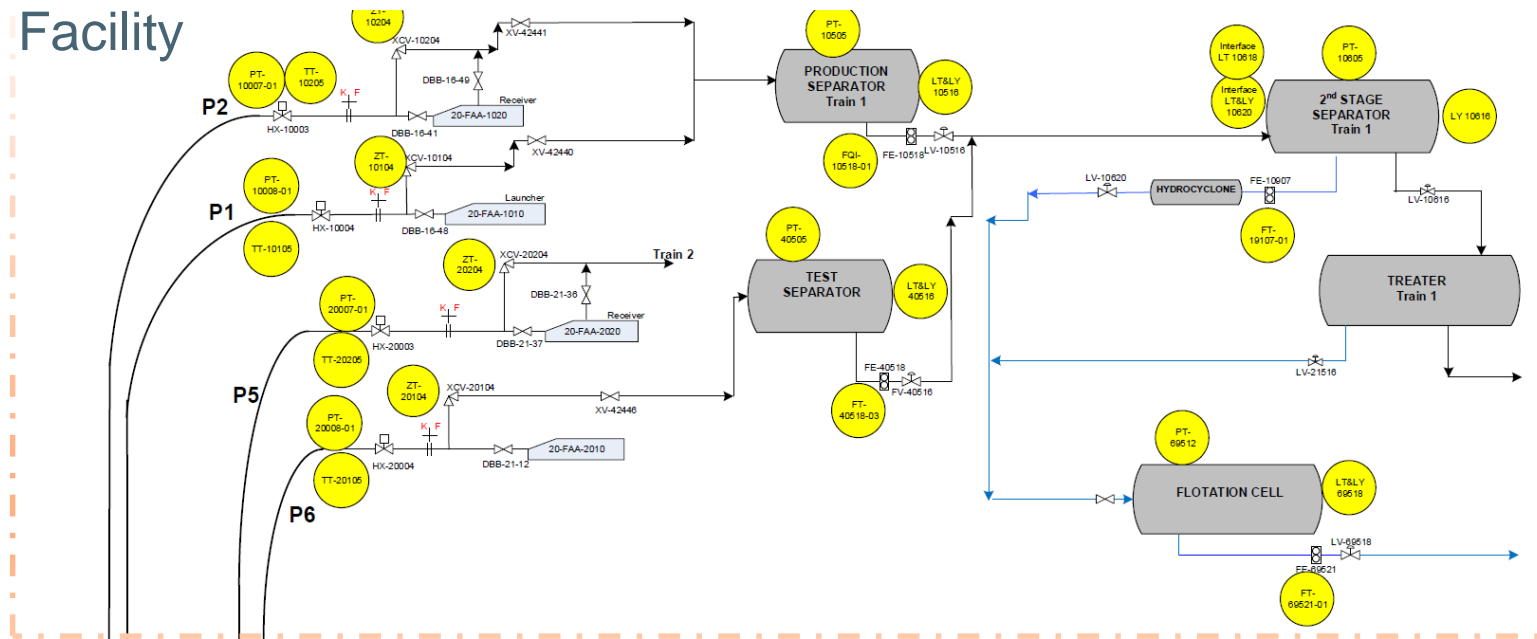 Facility
ZT-
10204
XCV-10204
XV-42441
PT-
10007-01
TT-
10205
P2
K F
HX-10003
DBB-16-49
Receiver
20-FAA-1020
DBB-16-41
XV-42440
ZT-
10104
XCV-10104
PT-
10008-01
P1
K F
HX-10004
Launcher
20-FAA-1010
DBB-16-48
TT-10105
ZT-
20204
XCV-20204
Train 2
DBB-21-36
PT-
20007-01
K F
HX-20003
Receiver
20-FAA-2020
DBB-21-37
TT-20205
P5
ZT-
20104
XCV-20104
XV-42446
PT-
20008-01
K F
HX-20004
20-FAA-2010
DBB-21-12
TT-20105
P6
PT-
10505
PRODUCTION
SEPARATOR
Train 1
LT&LY
10516
FQI-
10518-01
FE-10518
LV-10516
PT-
40505
TEST
SEPARATOR
LT&LY
40516
FE-40518
FV-40516
FT-
40518-03
Interface
LT 10618
Interface
LT&LY
10620
PT-
10605
2nd STAGE
SEPARATOR
Train 1
LY 10616
LV-10620
HYDROCYCLONE
FE-10907
FT-
19107-01
LV-10616
TREATER
Train 1
LV-21516
PT-
69512
FLOTATION CELL
LT&LY
69518
LV-69518
FE-69521
FT-
69521-01